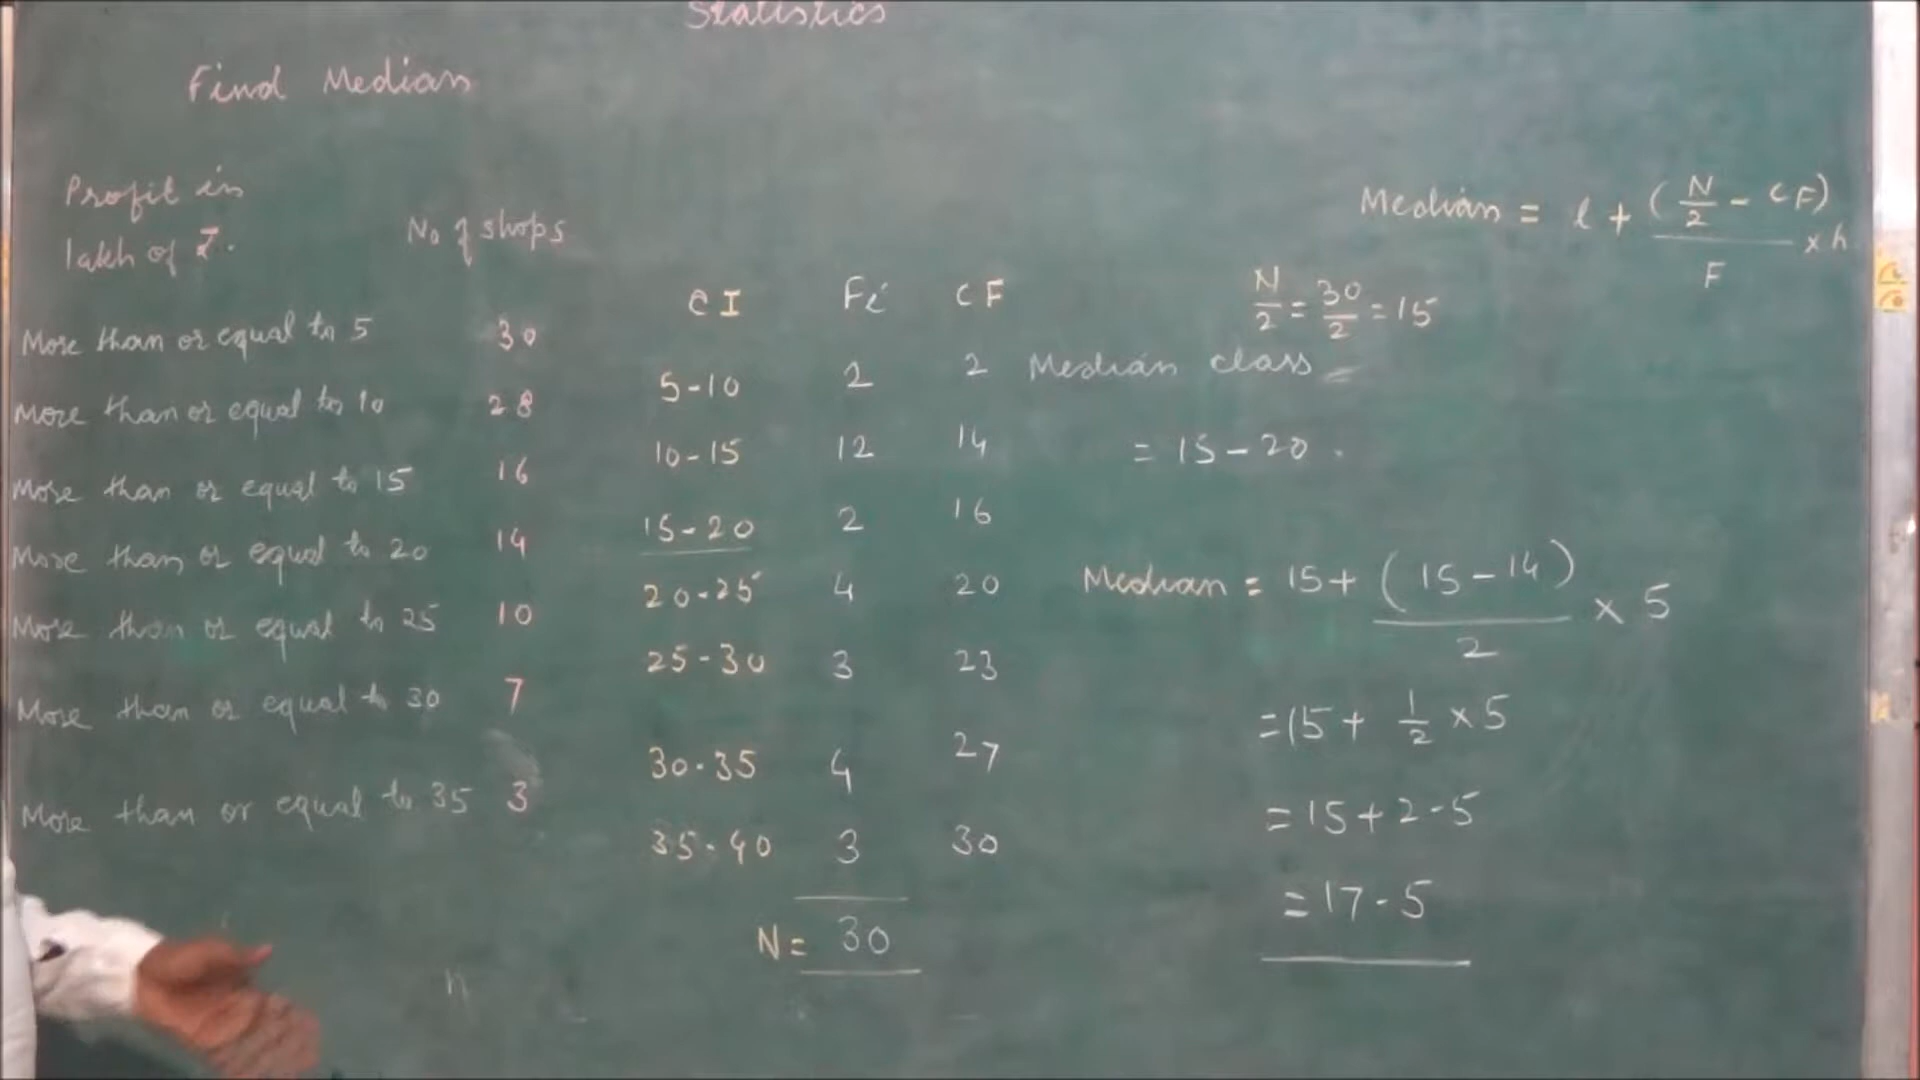 Statistics
Find Median
Profit in
lakh of ₹.
No of shops
More than or equal to 5 30
More than or equal to 10 28
More than or equal to 15 16
More than or equal to 20 14
More than or equal to 25 10
More than or equal to 30 7
More than or equal to 35 3
CI Fi CF
5-10 2 2
10-15 12 14
15-20 2 16
20-25 4 20
25-30 3 23
30-35 4 27
35-40 3 30
N= 30
Median = l + (N/2 - CF)/F × h
N/2 = 30/2 = 15
Median class =
= 15-20.
Median = 15+ (15-14)/2 × 5
=15+ 1/2 ×5
=15+2.5
=17.5